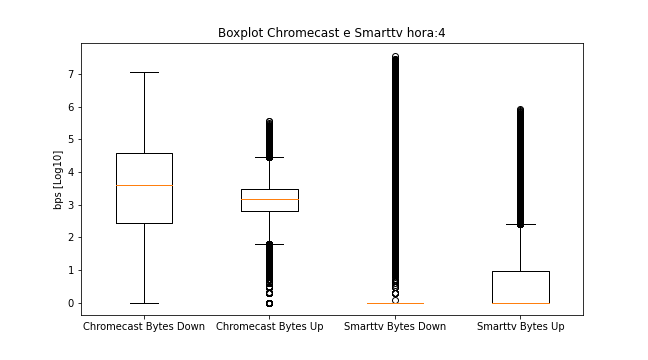 Boxplot Chromecast e Smarttv hora:4
bps [Log10]
7
6
5
4
3
2
1
0
Chromecast Bytes Down Chromecast Bytes Up Smarttv Bytes Down Smarttv Bytes Up